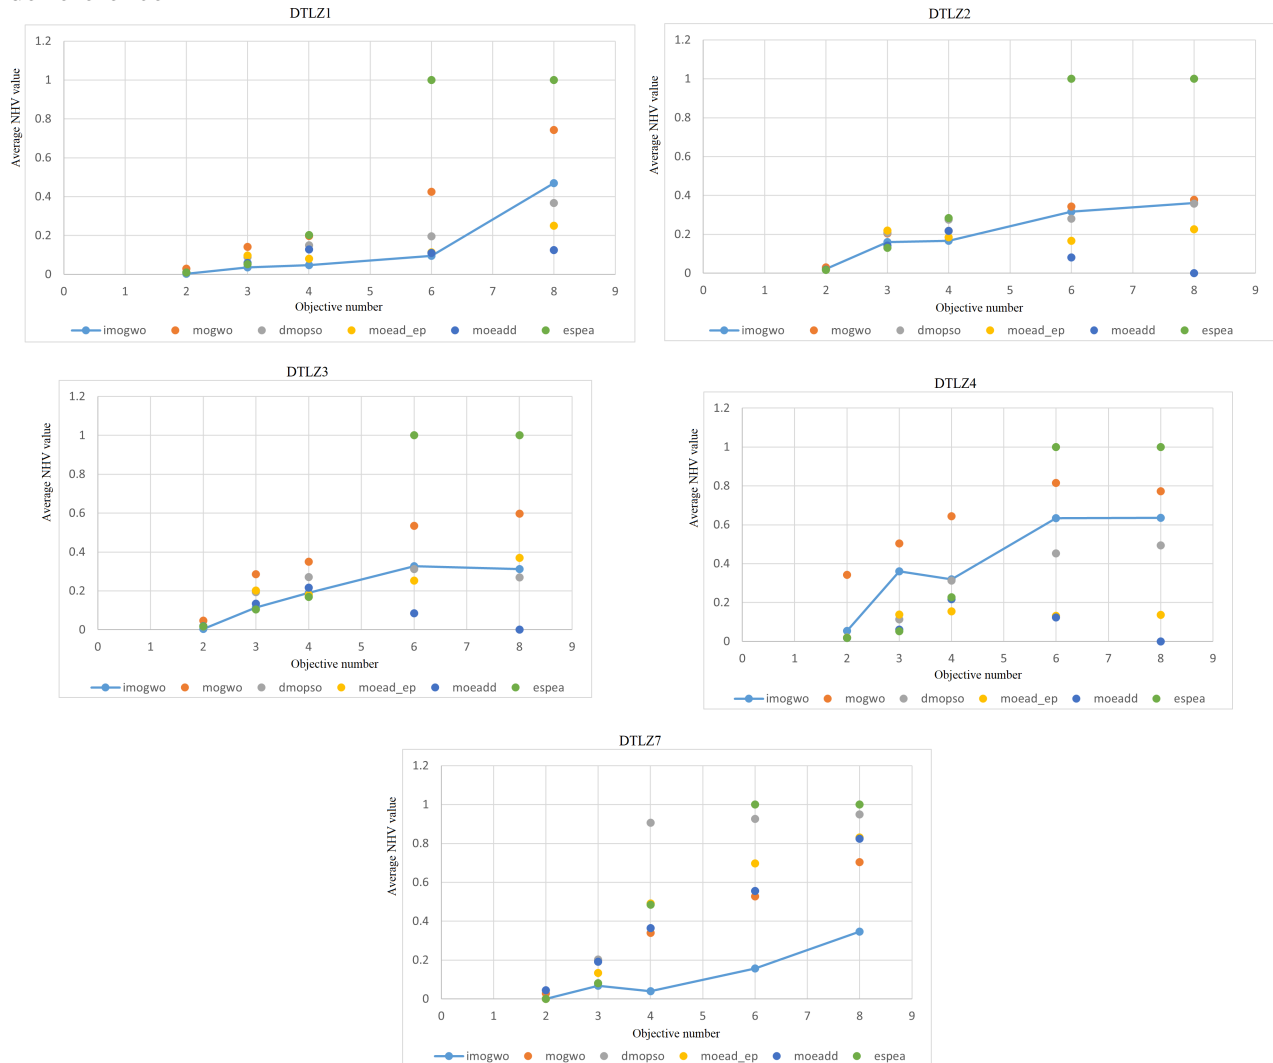 DTLZ1
1.2
1
0.8
0.6
0.4
0.2
0
Average NHV value
0 1 2 3 4 5 6 7 8 9
Objective number
imogwo mogwo dmopso moead_ep moeadd espea
DTLZ2
1.2
1
0.8
0.6
0.4
0.2
0
Average NHV value
0 1 2 3 4 5 6 7 8 9
Objective number
imogwo mogwo dmopso moead_ep moeadd espea
DTLZ3
1.2
1
0.8
0.6
0.4
0.2
0
Average NHV value
0 1 2 3 4 5 6 7 8 9
Objective number
imogwo mogwo dmopso moead_ep moeadd espea
DTLZ4
1.2
1
0.8
0.6
0.4
0.2
0
Average NHV value
0 1 2 3 4 5 6 7 8 9
Objective number
imogwo mogwo dmopso moead_ep moeadd espea
DTLZ7
1.2
1
0.8
0.6
0.4
0.2
0
Average NHV value
0 1 2 3 4 5 6 7 8 9
Objective number
imogwo mogwo dmopso moead_ep moeadd espea